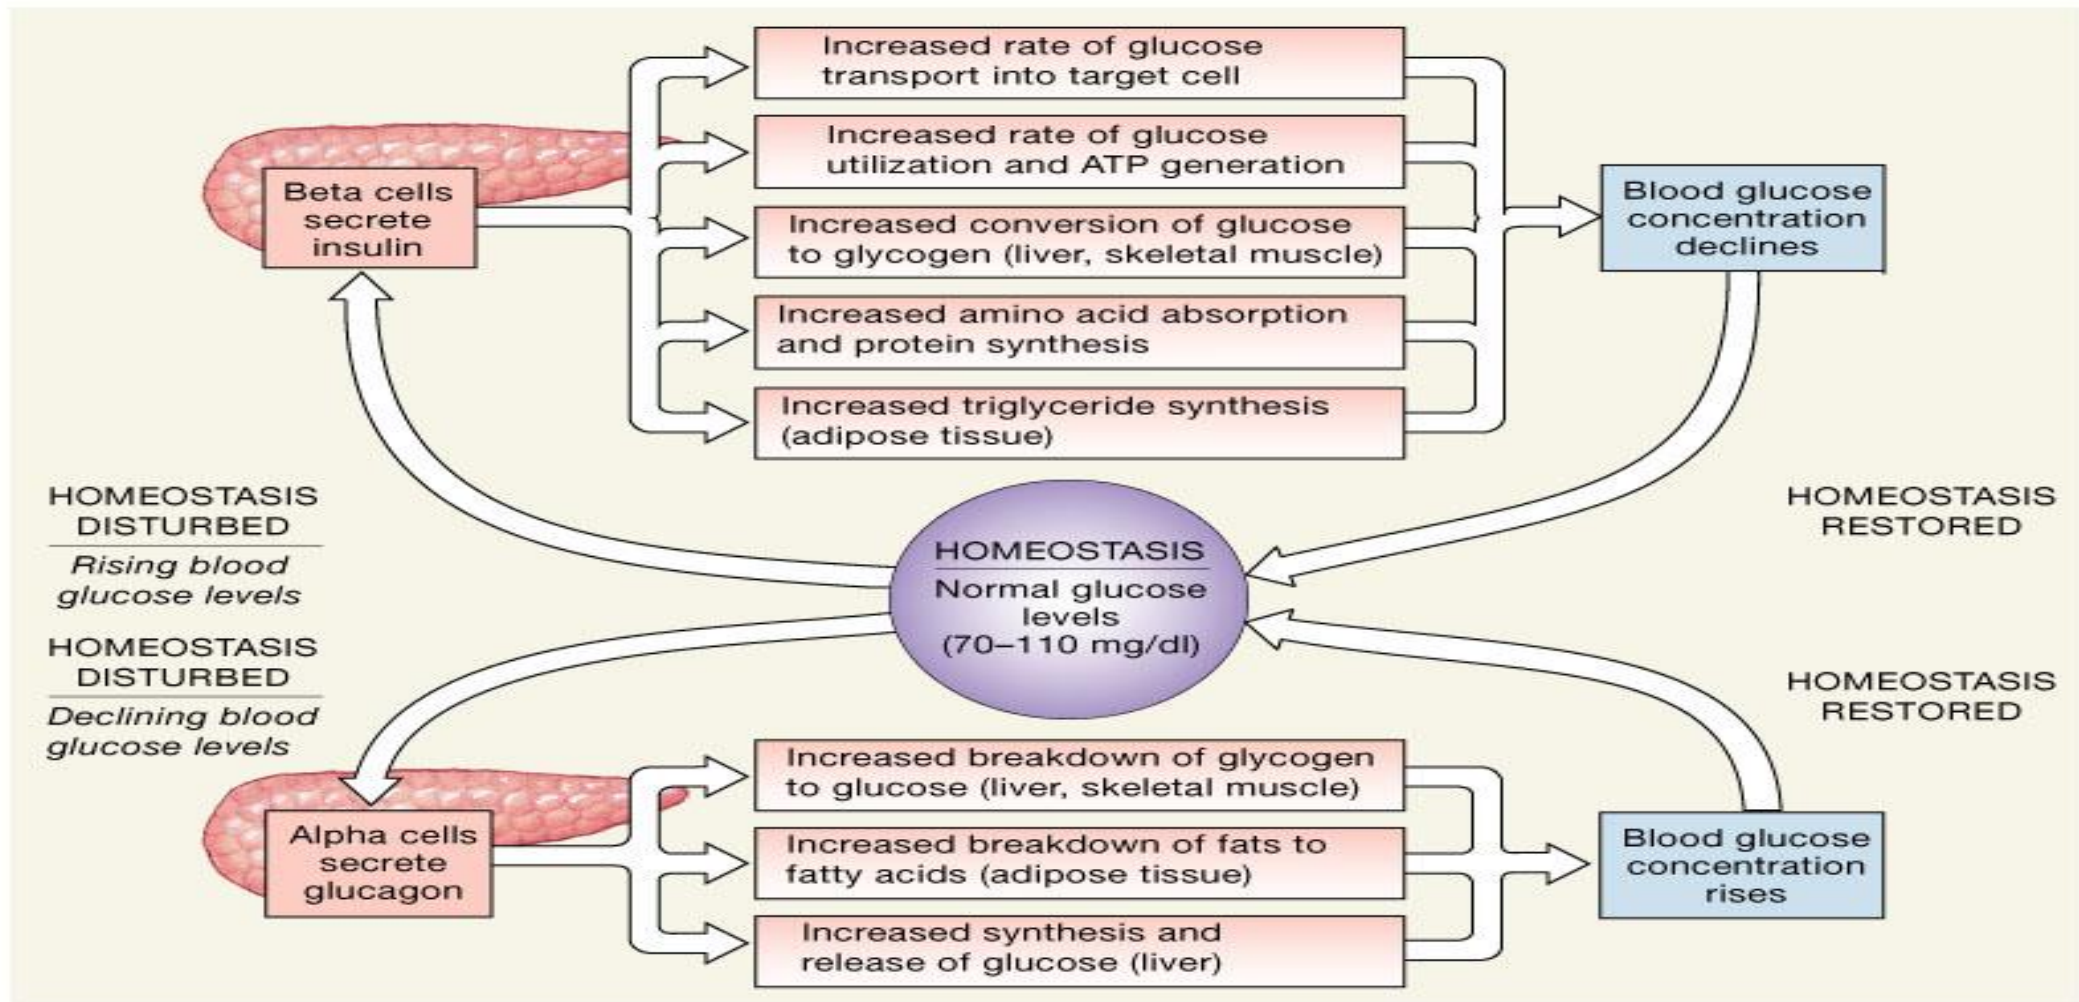 Increased rate of glucose
transport into target cell
Increased rate of glucose
utilization and ATP generation
Beta cells
secrete
insulin
Increased conversion of glucose
to glycogen (liver, skeletal muscle)
Blood glucose
concentration
declines
Increased amino acid absorption
and protein synthesis
Increased triglyceride synthesis
(adipose tissue)
HOMEOSTASIS
DISTURBED
Rising blood
glucose levels
HOMEOSTASIS
RESTORED
HOMEOSTASIS
Normal glucose
levels
(70–110 mg/dl)
HOMEOSTASIS
DISTURBED
Declining blood
glucose levels
HOMEOSTASIS
RESTORED
Increased breakdown of glycogen
to glucose (liver, skeletal muscle)
Alpha cells
secrete
glucagon
Increased breakdown of fats to
fatty acids (adipose tissue)
Blood glucose
concentration
rises
Increased synthesis and
release of glucose (liver)